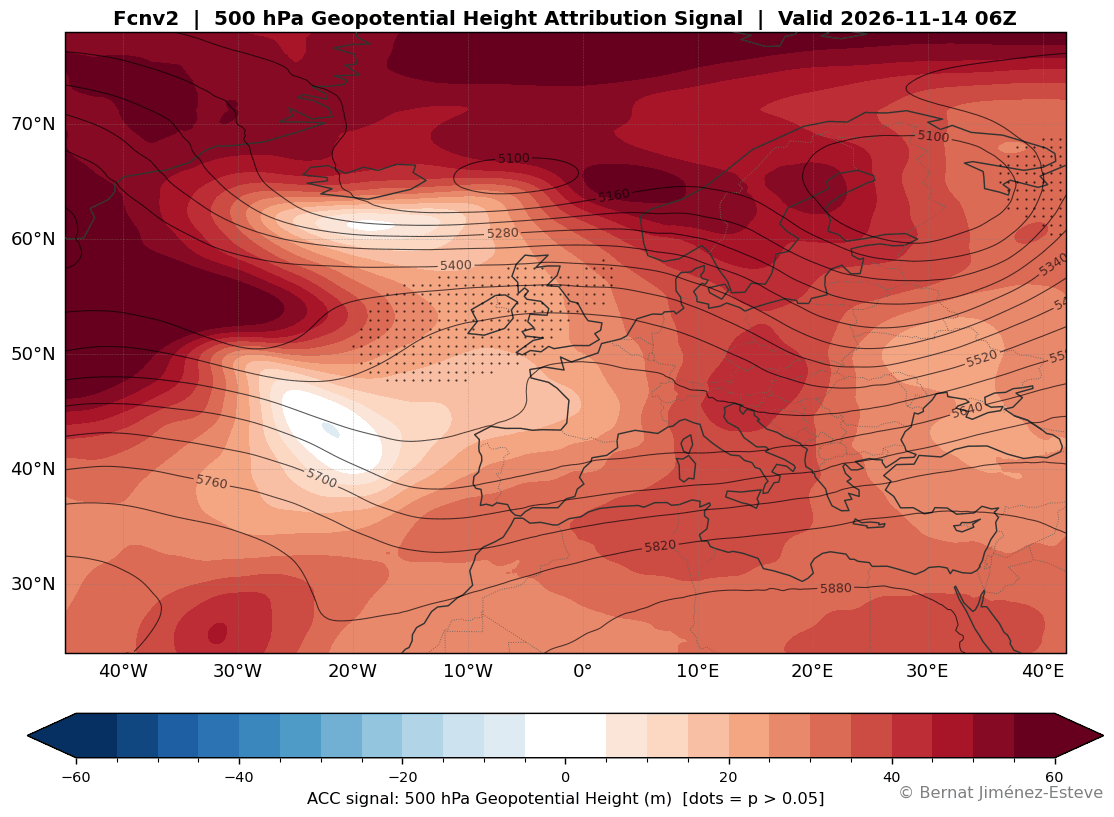 Fcnv2 | 500 hPa Geopotential Height Attribution Signal | Valid 2026-11-14 06Z
70°N
60°N
50°N
40°N
30°N
5100
5100
5160
5280
5400
5340
5520
5640
5700
5760
5820
5880
40°W
30°W
20°W
10°W
0°
10°E
20°E
30°E
40°E
−60
−40
−20
0
20
40
60
ACC signal: 500 hPa Geopotential Height (m) [dots = p > 0.05]
© Bernat Jiménez-Esteve